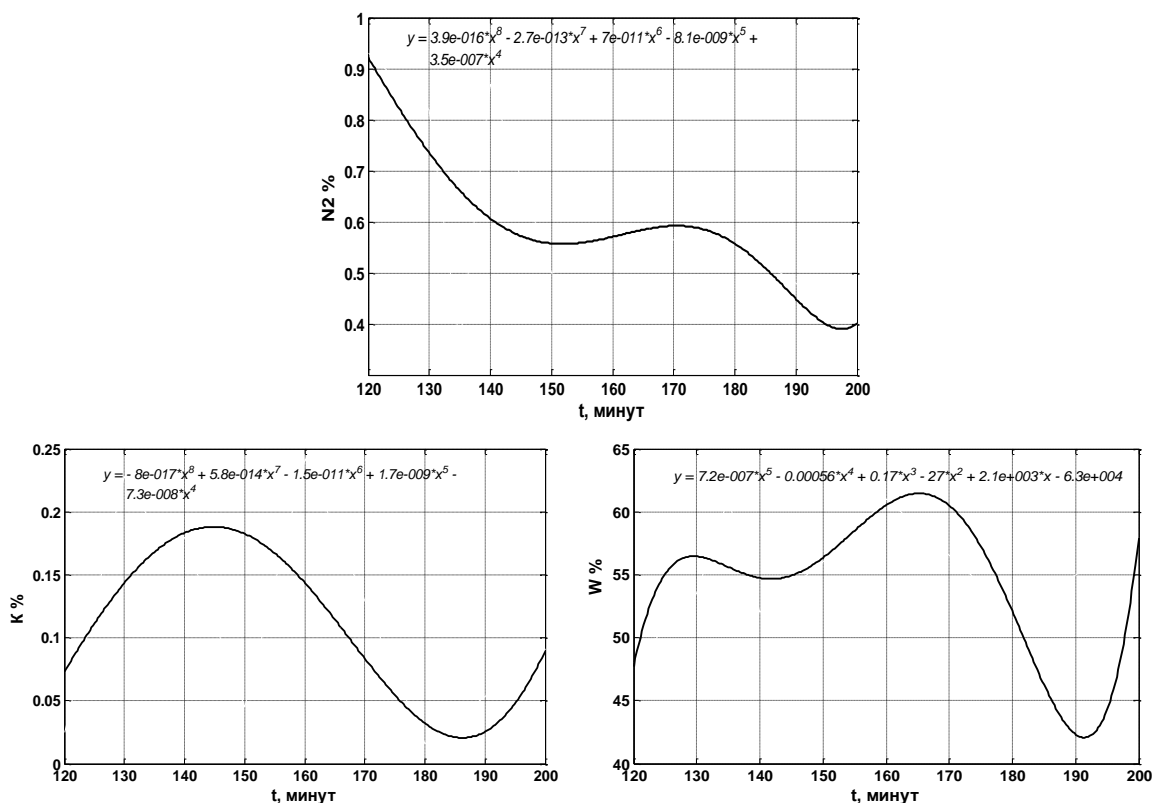 y = 3.9e-016*x^8 - 2.7e-013*x^7 + 7e-011*x^6 - 8.1e-009*x^5 +
3.5e-007*x^4
1
0.9
0.8
0.7
0.6
0.5
0.4
N2 %
120 130 140 150 160 170 180 190 200
t, минут
y = - 8e-017*x^8 + 5.8e-014*x^7 - 1.5e-011*x^6 + 1.7e-009*x^5 -
7.3e-008*x^4
0.25
0.2
0.15
0.1
0.05
0
К %
120 130 140 150 160 170 180 190 200
t, минут
y = 7.2e-007*x^5 - 0.00056*x^4 + 0.17*x^3 - 27*x^2 + 2.1e+003*x - 6.3e+004
65
60
55
50
45
40
W %
120 130 140 150 160 170 180 190 200
t, минут